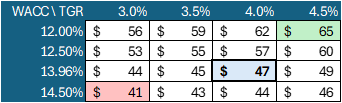 WACC \ TGR 3.0% 3.5% 4.0% 4.5%
12.00% $ 56 $ 59 $ 62 $ 65
12.50% $ 53 $ 55 $ 57 $ 60
13.96% $ 44 $ 45 $ 47 $ 49
14.50% $ 41 $ 43 $ 44 $ 46